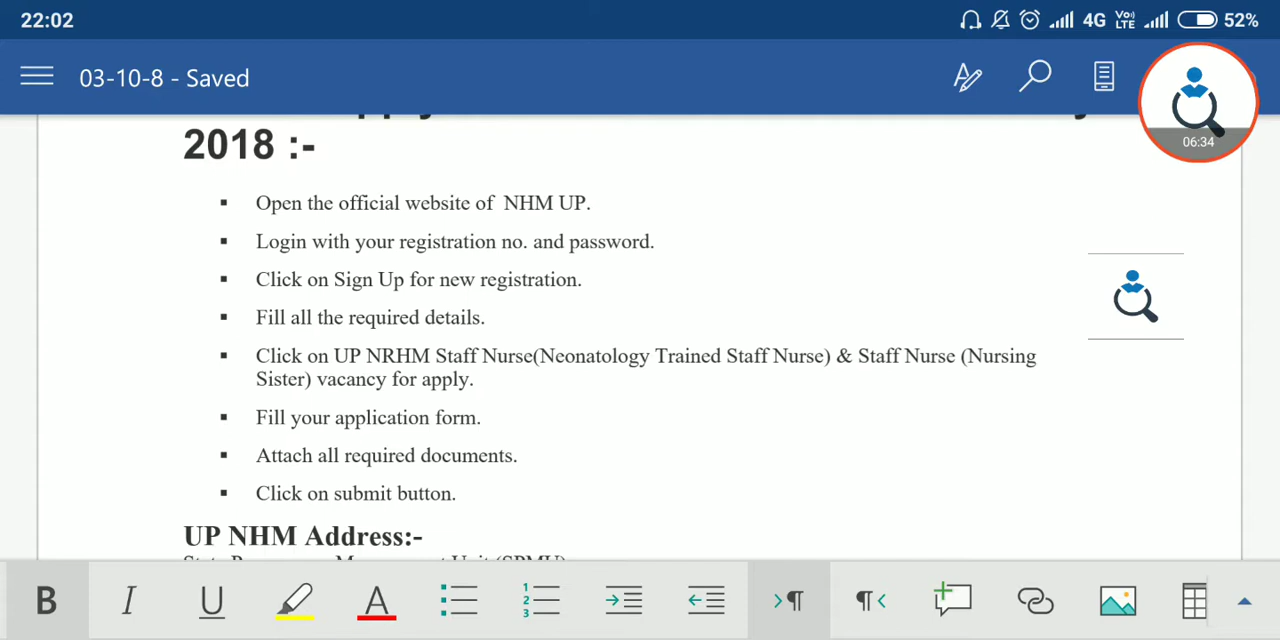 22:02
4G VoLTE 52%
03-10-8 - Saved
06:34
2018 :-
▪ Open the official website of  NHM UP.
▪ Login with your registration no. and password.
▪ Click on Sign Up for new registration.
▪ Fill all the required details.
▪ Click on UP NRHM Staff Nurse(Neonatology Trained Staff Nurse) & Staff Nurse (Nursing
Sister) vacancy for apply.
▪ Fill your application form.
▪ Attach all required documents.
▪ Click on submit button.
UP NHM Address:-
B I U A